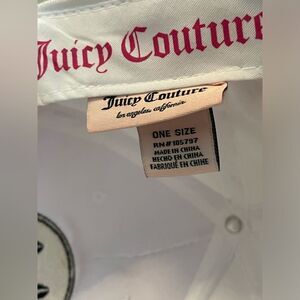 Juicy Couture
Juicy Couture
los angeles, california
ONE SIZE
RN# 105797
MADE IN CHINA
HECHO EN CHINA
FABRIQUÉ EN CHINE